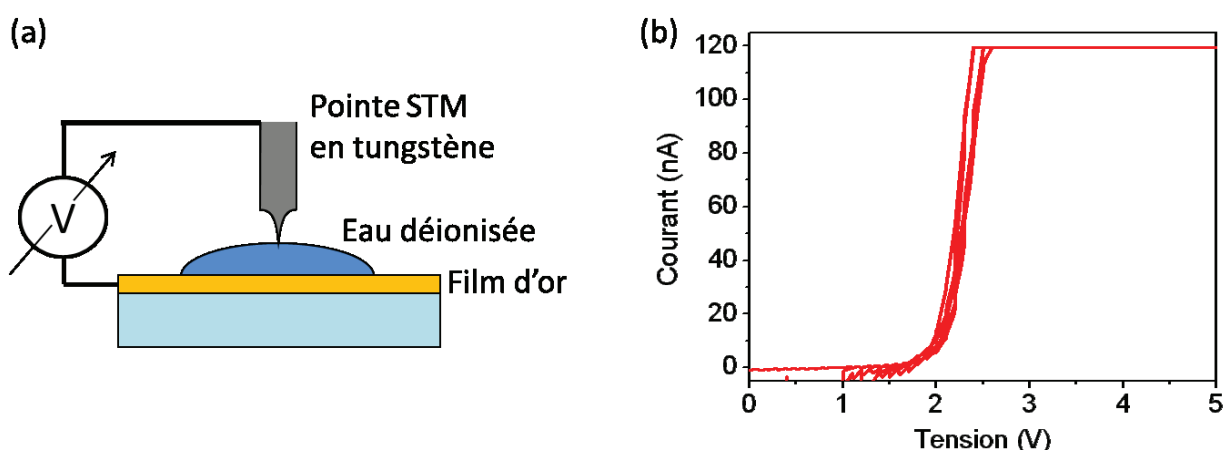 (a)
Pointe STM
en tungstène
V
Eau déionisée
Film d'or
(b)
Courant (nA)
120
100
80
60
40
20
0
0 1 2 3 4 5
Tension (V)